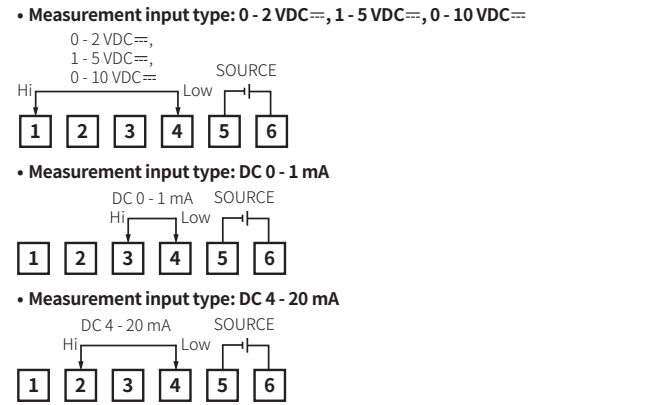 • Measurement input type: 0 - 2 VDC⎓, 1 - 5 VDC⎓, 0 - 10 VDC⎓
0 - 2 VDC⎓,
1 - 5 VDC⎓,
0 - 10 VDC⎓
SOURCE
Hi Low
1 2 3 4 5 6
• Measurement input type: DC 0 - 1 mA
DC 0 - 1 mA SOURCE
Hi Low
1 2 3 4 5 6
• Measurement input type: DC 4 - 20 mA
DC 4 - 20 mA SOURCE
Hi Low
1 2 3 4 5 6